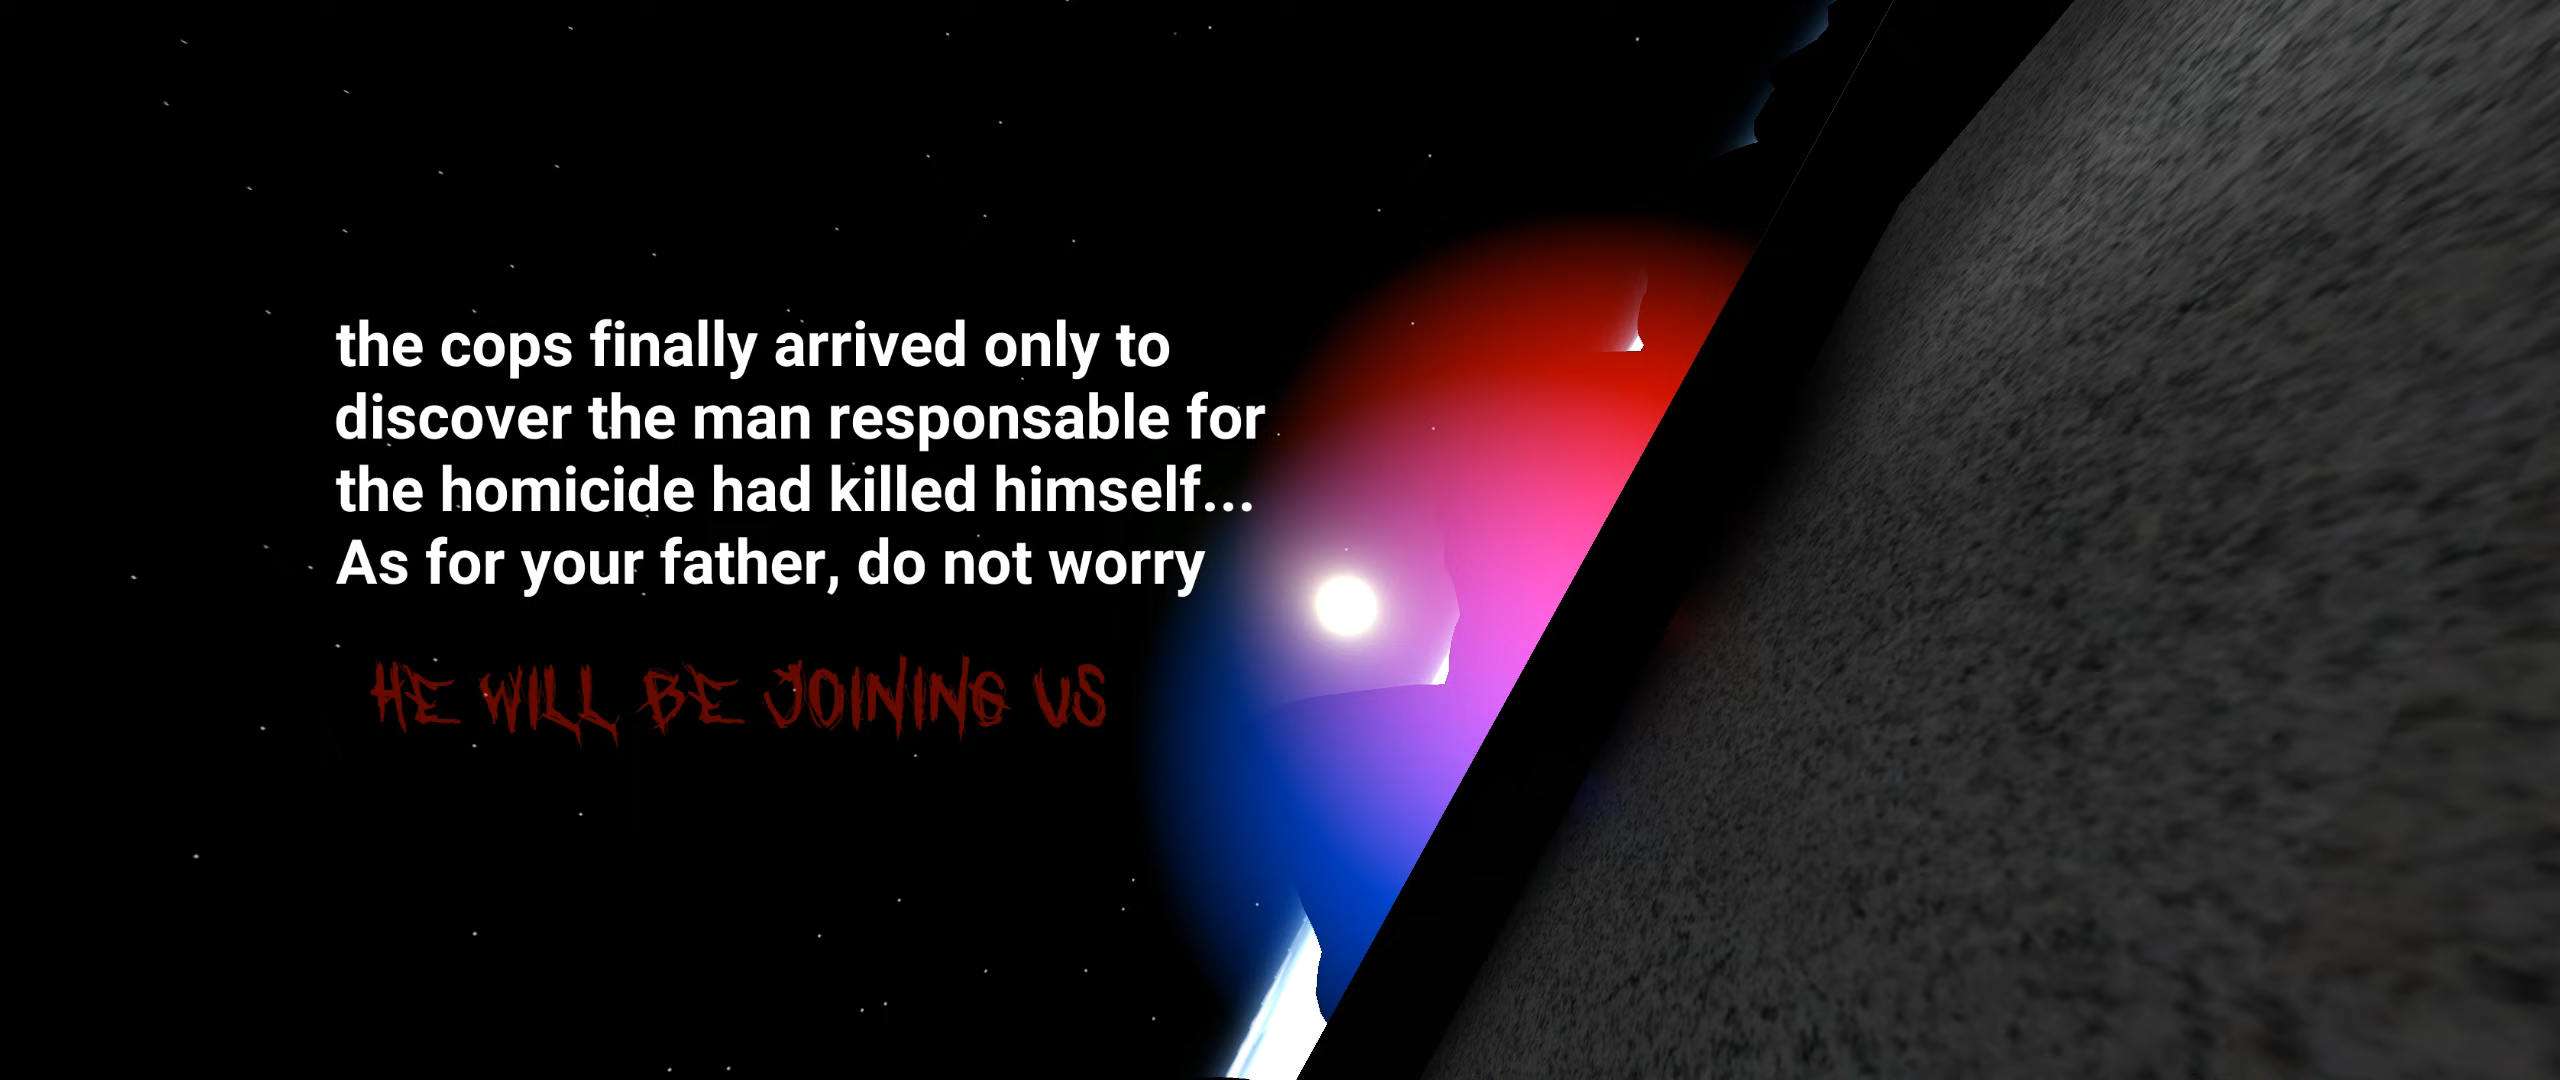 the cops finally arrived only to
discover the man responsable for
the homicide had killed himself...
As for your father, do not worry
HE WILL BE JOINING US